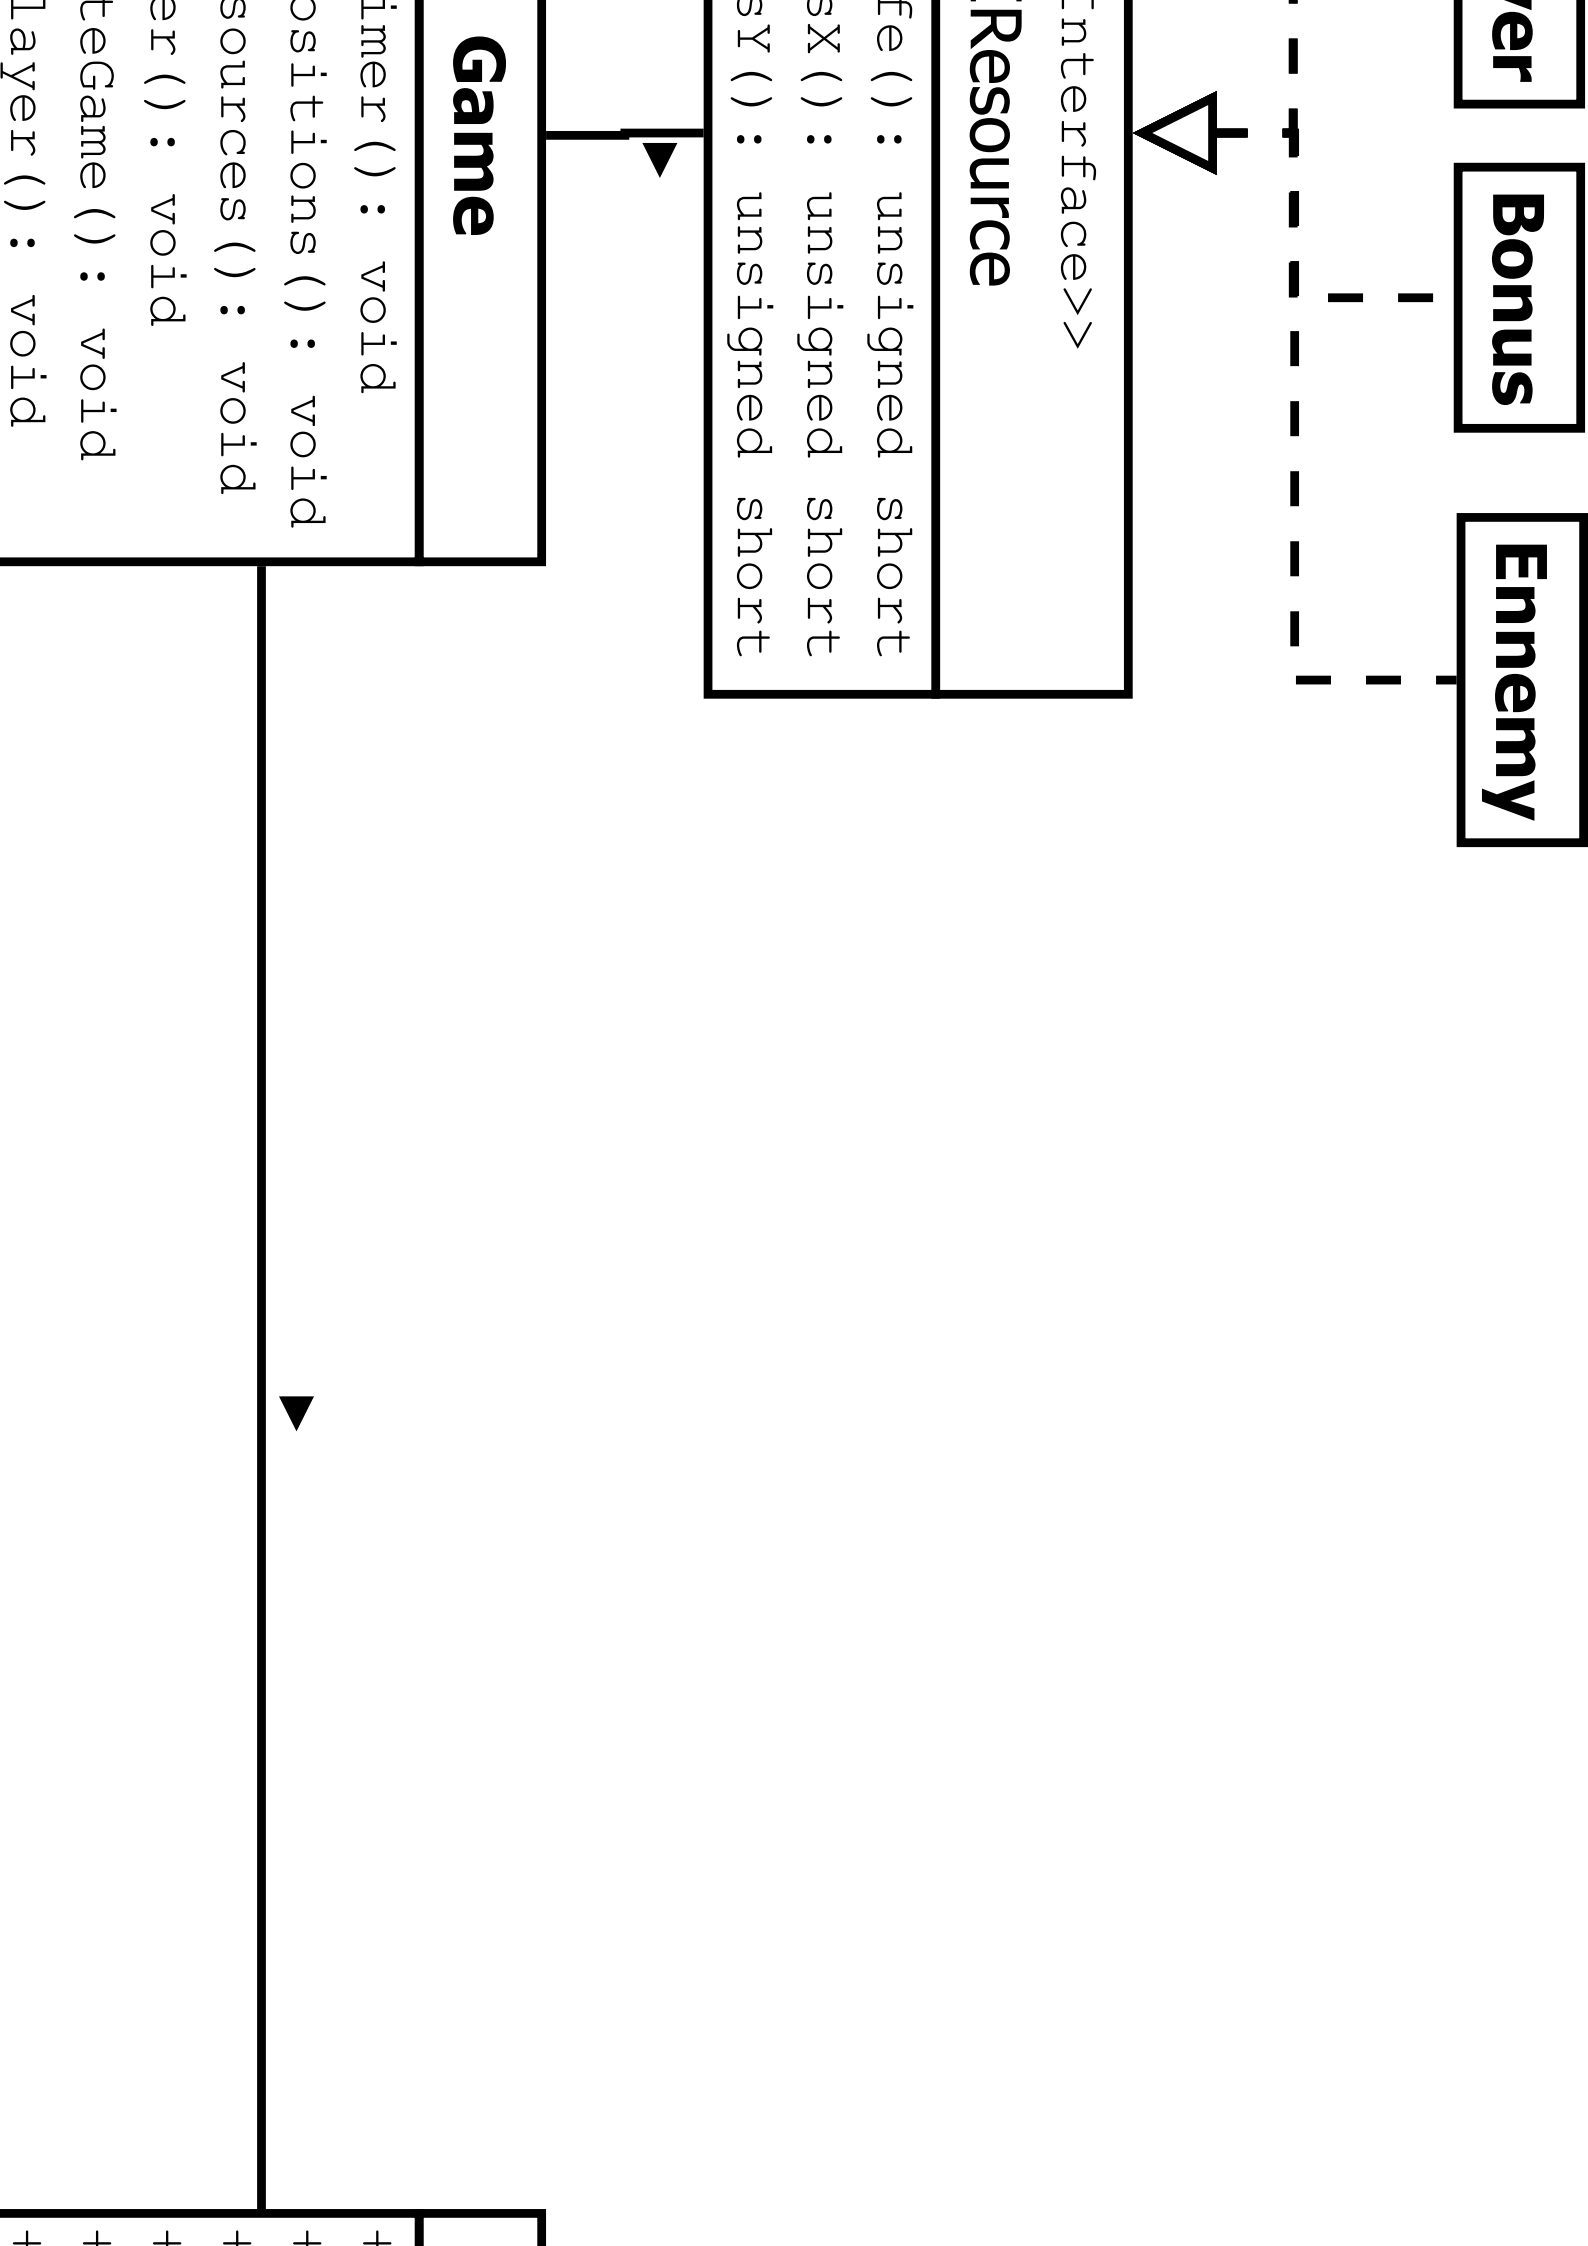 ver
Bonus
Ennemy
nterface>>
Resource
fe(): unsigned short
sX(): unsigned short
sY(): unsigned short
Game
imer(): void
ositions(): void
sources(): void
er(): void
teGame(): void
layer(): void
+
+
+
+
+
+